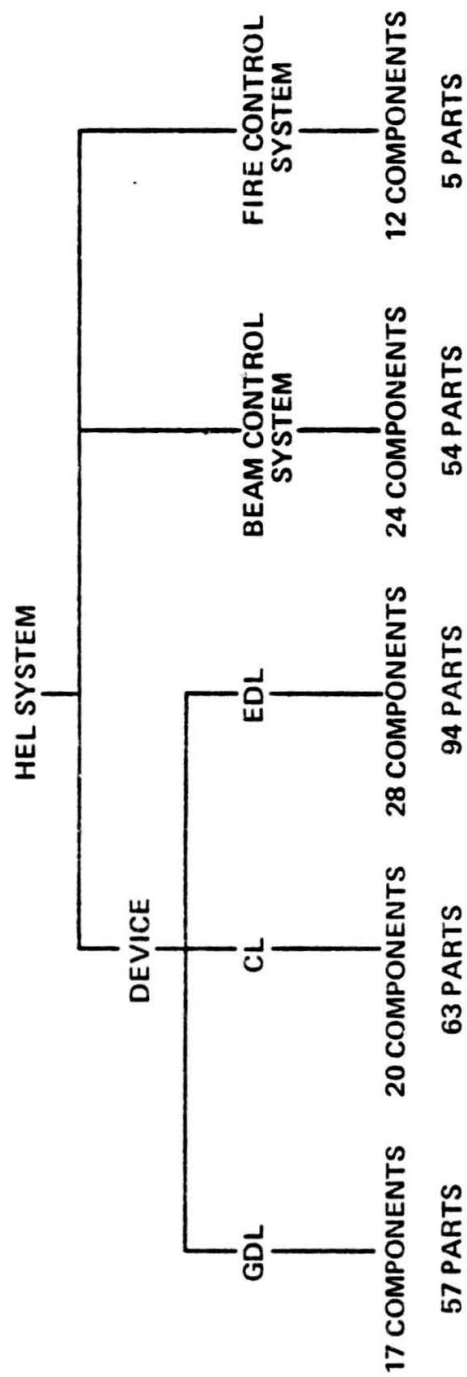 HEL SYSTEM
DEVICE
GDL
CL
EDL
BEAM CONTROL
SYSTEM
FIRE CONTROL
SYSTEM
17 COMPONENTS
20 COMPONENTS
28 COMPONENTS
24 COMPONENTS
12 COMPONENTS
57 PARTS
63 PARTS
94 PARTS
54 PARTS
5 PARTS